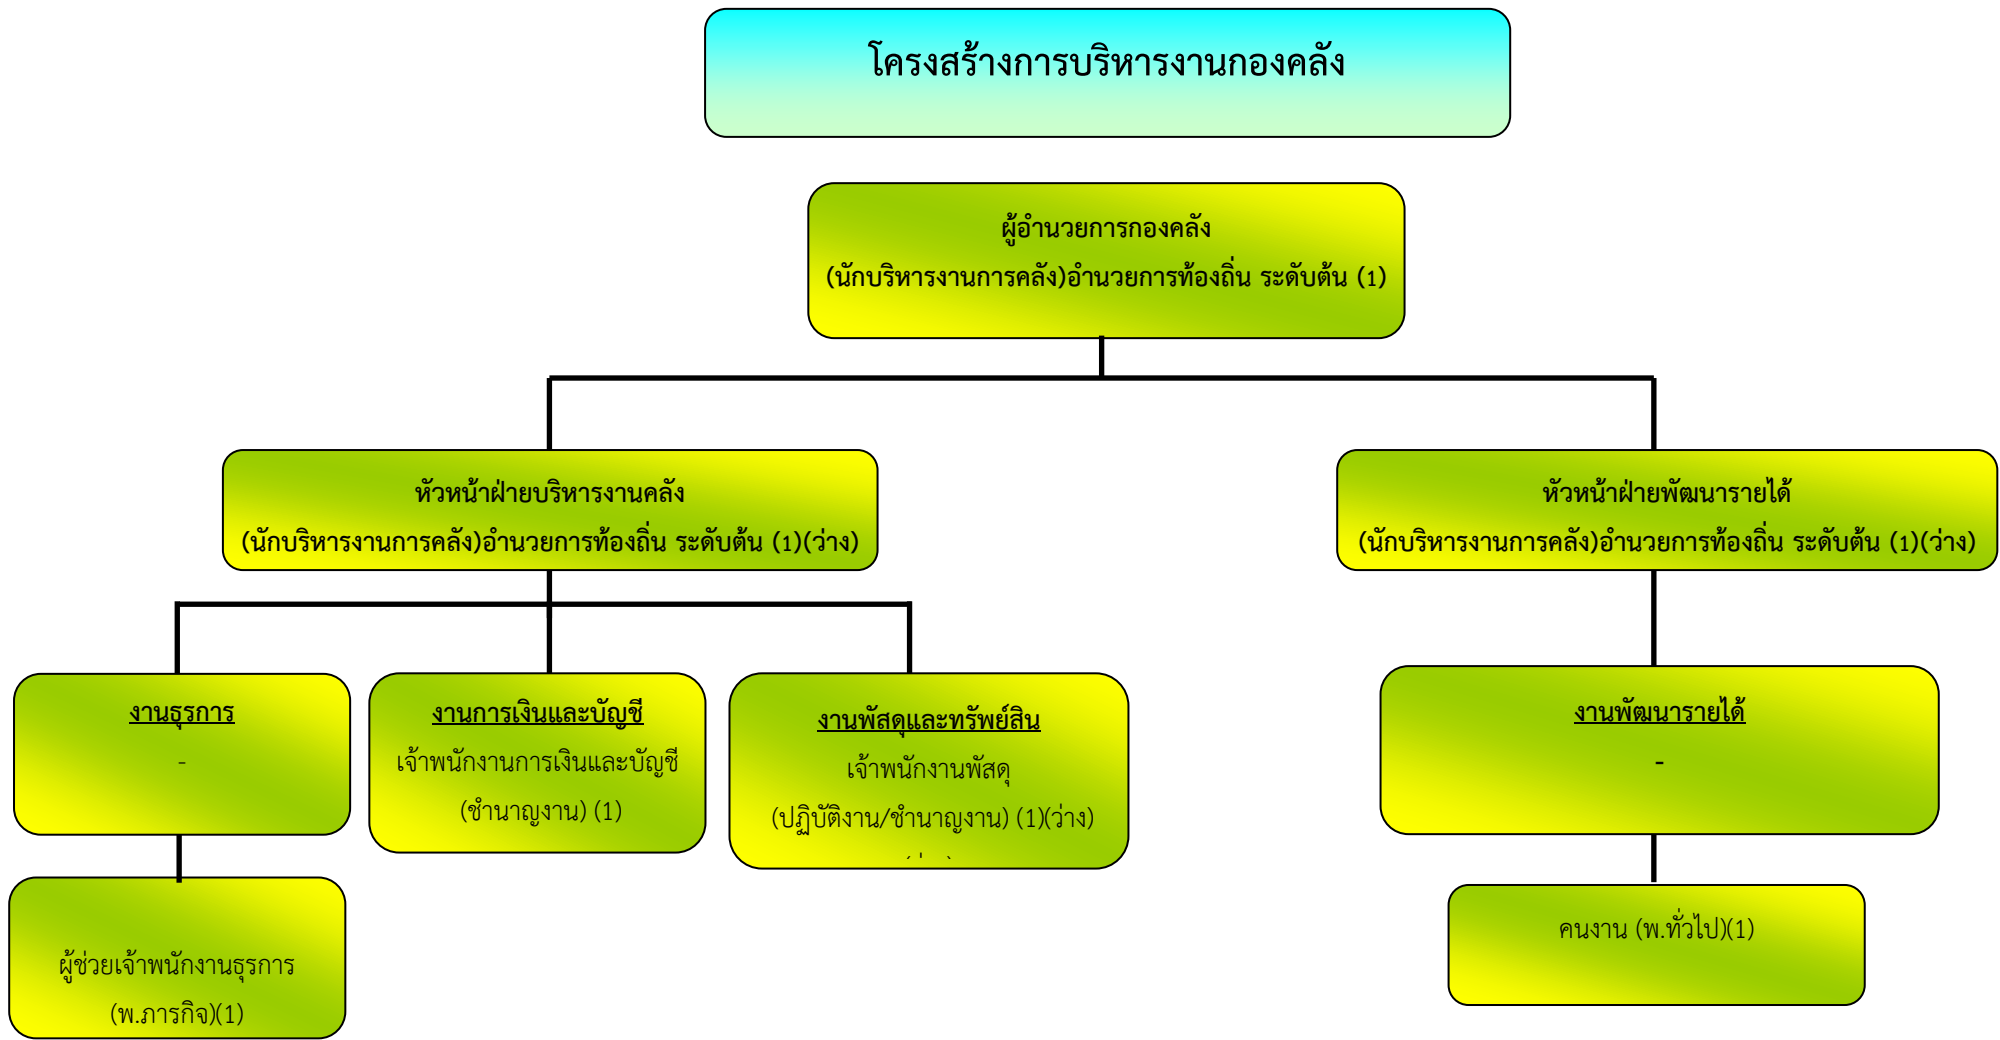 โครงสร้างการบริหารงานกองคลัง
ผู้อำนวยการกองคลัง
(นักบริหารงานการคลัง)อำนวยการท้องถิ่น ระดับต้น (1)
หัวหน้าฝ่ายบริหารงานคลัง
(นักบริหารงานการคลัง)อำนวยการท้องถิ่น ระดับต้น (1)(ว่าง)
หัวหน้าฝ่ายพัฒนารายได้
(นักบริหารงานการคลัง)อำนวยการท้องถิ่น ระดับต้น (1)(ว่าง)
งานธุรการ
-
งานการเงินและบัญชี
เจ้าพนักงานการเงินและบัญชี
(ชำนาญงาน) (1)
งานพัสดุและทรัพย์สิน
เจ้าพนักงานพัสดุ
(ปฏิบัติงาน/ชำนาญงาน) (1)(ว่าง)
งานพัฒนารายได้
-
ผู้ช่วยเจ้าพนักงานธุรการ
(พ.ภารกิจ)(1)
คนงาน (พ.ทั่วไป)(1)